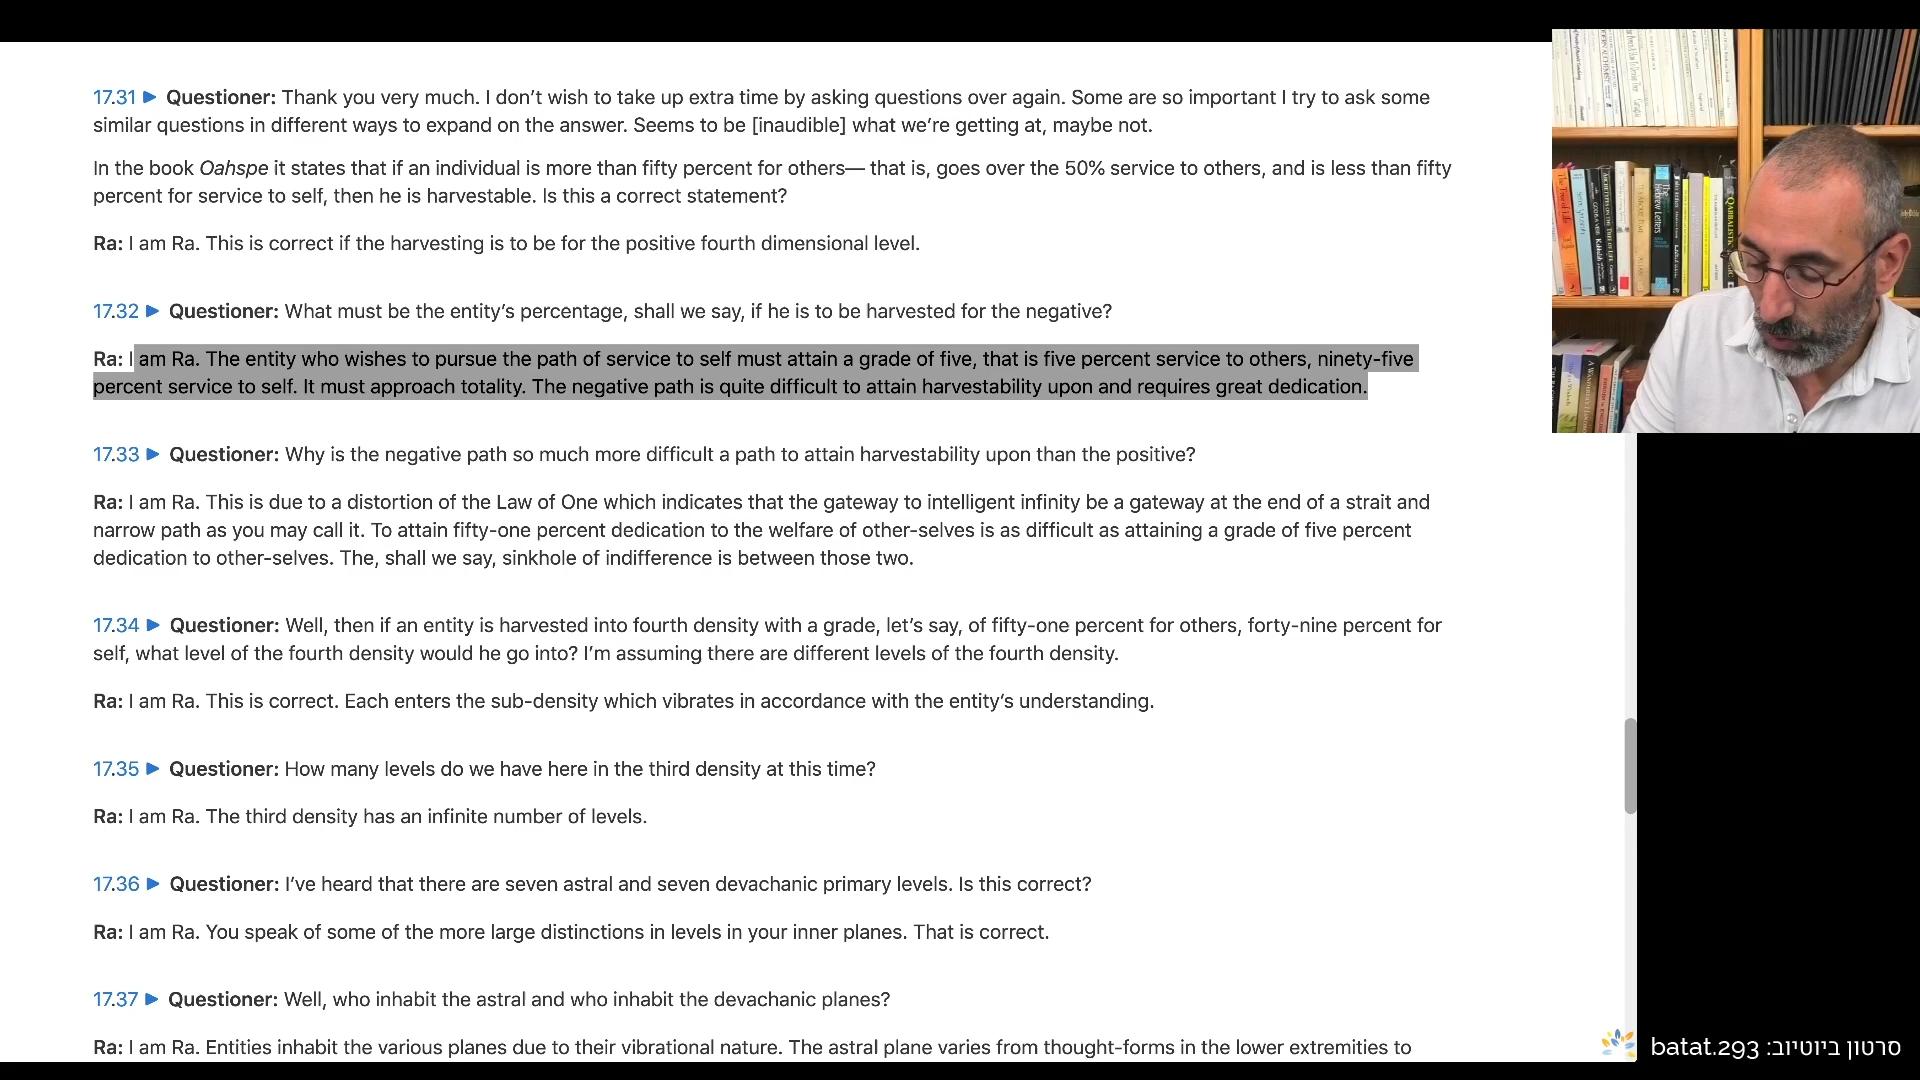 17.31 ▶ Questioner: Thank you very much. I don’t wish to take up extra time by asking questions over again. Some are so important I try to ask some
similar questions in different ways to expand on the answer. Seems to be [inaudible] what we’re getting at, maybe not.
In the book Oahspe it states that if an individual is more than fifty percent for others— that is, goes over the 50% service to others, and is less than fifty
percent for service to self, then he is harvestable. Is this a correct statement?
Ra: I am Ra. This is correct if the harvesting is to be for the positive fourth dimensional level.
17.32 ▶ Questioner: What must be the entity’s percentage, shall we say, if he is to be harvested for the negative?
Ra: I am Ra. The entity who wishes to pursue the path of service to self must attain a grade of five, that is five percent service to others, ninety-five
percent service to self. It must approach totality. The negative path is quite difficult to attain harvestability upon and requires great dedication.
17.33 ▶ Questioner: Why is the negative path so much more difficult a path to attain harvestability upon than the positive?
Ra: I am Ra. This is due to a distortion of the Law of One which indicates that the gateway to intelligent infinity be a gateway at the end of a strait and
narrow path as you may call it. To attain fifty-one percent dedication to the welfare of other-selves is as difficult as attaining a grade of five percent
dedication to other-selves. The, shall we say, sinkhole of indifference is between those two.
17.34 ▶ Questioner: Well, then if an entity is harvested into fourth density with a grade, let’s say, of fifty-one percent for others, forty-nine percent for
self, what level of the fourth density would he go into? I’m assuming there are different levels of the fourth density.
Ra: I am Ra. This is correct. Each enters the sub-density which vibrates in accordance with the entity’s understanding.
17.35 ▶ Questioner: How many levels do we have here in the third density at this time?
Ra: I am Ra. The third density has an infinite number of levels.
17.36 ▶ Questioner: I’ve heard that there are seven astral and seven devachanic primary levels. Is this correct?
Ra: I am Ra. You speak of some of the more large distinctions in levels in your inner planes. That is correct.
17.37 ▶ Questioner: Well, who inhabit the astral and who inhabit the devachanic planes?
Ra: I am Ra. Entities inhabit the various planes due to their vibrational nature. The astral plane varies from thought-forms in the lower extremities to
The Hebrew Letters
סרטון ביוטיוב: batat.293